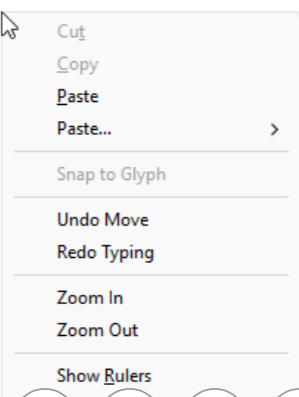 Cut
Copy
Paste
Paste...
Snap to Glyph
Undo Move
Redo Typing
Zoom In
Zoom Out
Show Rulers